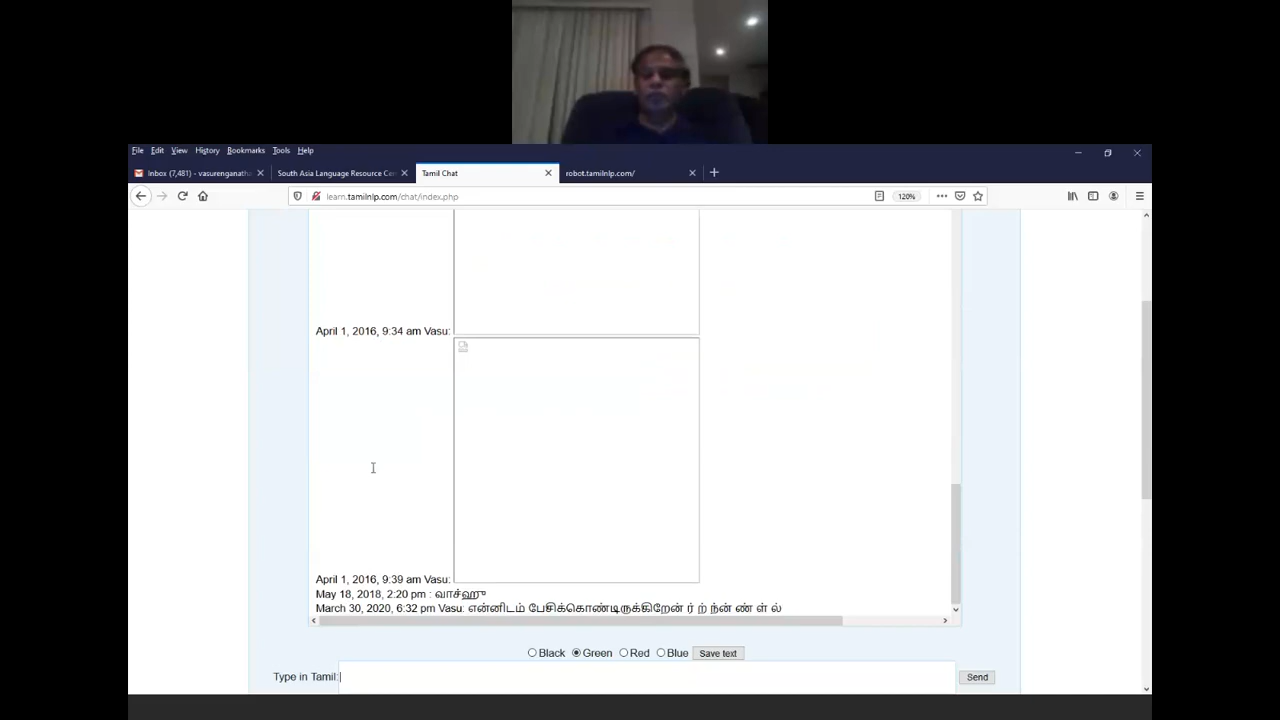 File Edit View History Bookmarks Tools Help
Inbox (7,481) - vasurenganath South Asia Language Resource Cen Tamil Chat robot.tamilnlp.com/
learn.tamilnlp.com/chat/index.php 120%
April 1, 2016, 9:34 am Vasu:
April 1, 2016, 9:39 am Vasu:
May 18, 2018, 2:20 pm : வாச்ஹு
March 30, 2020, 6:32 pm Vasu: என்னிடம் பேசிக்கொண்டிருக்கிறேன் ர் ற் ந்ன் ண் ள் ல்
Black Green Red Blue Save text
Type in Tamil: Send